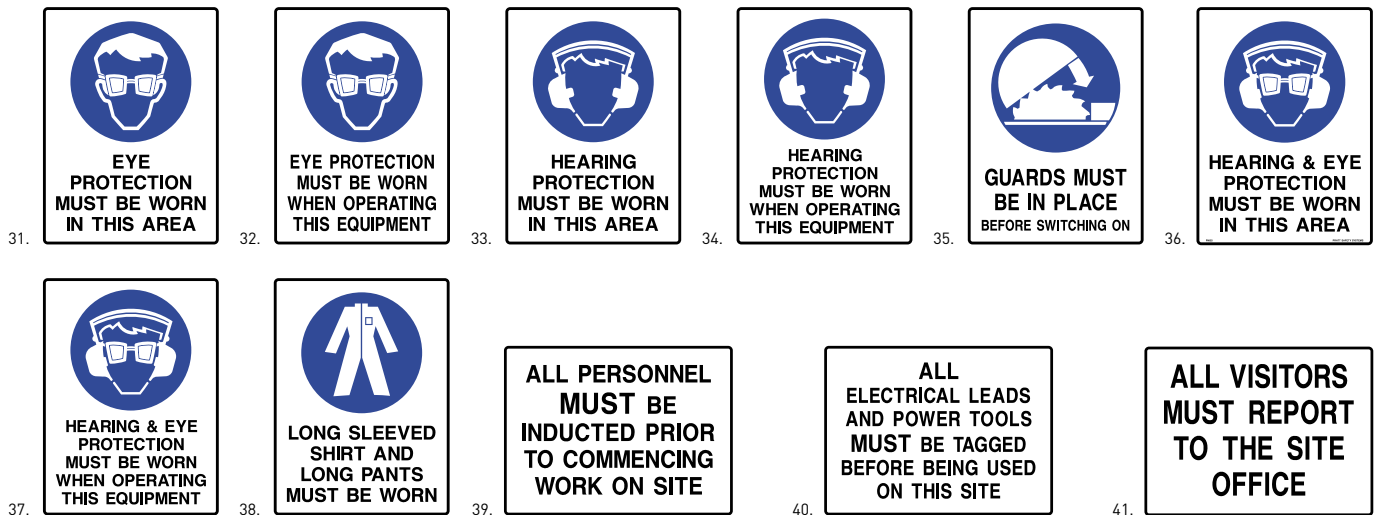 EYE
PROTECTION
MUST BE WORN
IN THIS AREA
31.
EYE PROTECTION
MUST BE WORN
WHEN OPERATING
THIS EQUIPMENT
32.
HEARING
PROTECTION
MUST BE WORN
IN THIS AREA
33.
HEARING
PROTECTION
MUST BE WORN
WHEN OPERATING
THIS EQUIPMENT
34.
GUARDS MUST
BE IN PLACE
BEFORE SWITCHING ON
35.
HEARING & EYE
PROTECTION
MUST BE WORN
IN THIS AREA
36.
HEARING & EYE
PROTECTION
MUST BE WORN
WHEN OPERATING
THIS EQUIPMENT
37.
LONG SLEEVED
SHIRT AND
LONG PANTS
MUST BE WORN
38.
ALL PERSONNEL
MUST BE
INDUCTED PRIOR
TO COMMENCING
WORK ON SITE
39.
ALL
ELECTRICAL LEADS
AND POWER TOOLS
MUST BE TAGGED
BEFORE BEING USED
ON THIS SITE
40.
ALL VISITORS
MUST REPORT
TO THE SITE
OFFICE
41.